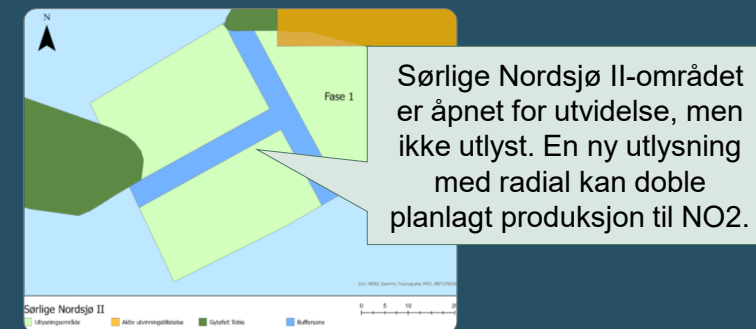 N
Fase 1
Sørlige Nordsjø II-området
er åpnet for utvidelse, men
ikke utlyst. En ny utlysning
med radial kan doble
planlagt produksjon til NO2.
Sørlige Nordsjø II
0 5 10 20
Utlysningsområde Aktiv utvinningstillatelse Gytefelt Tobis Buffersone